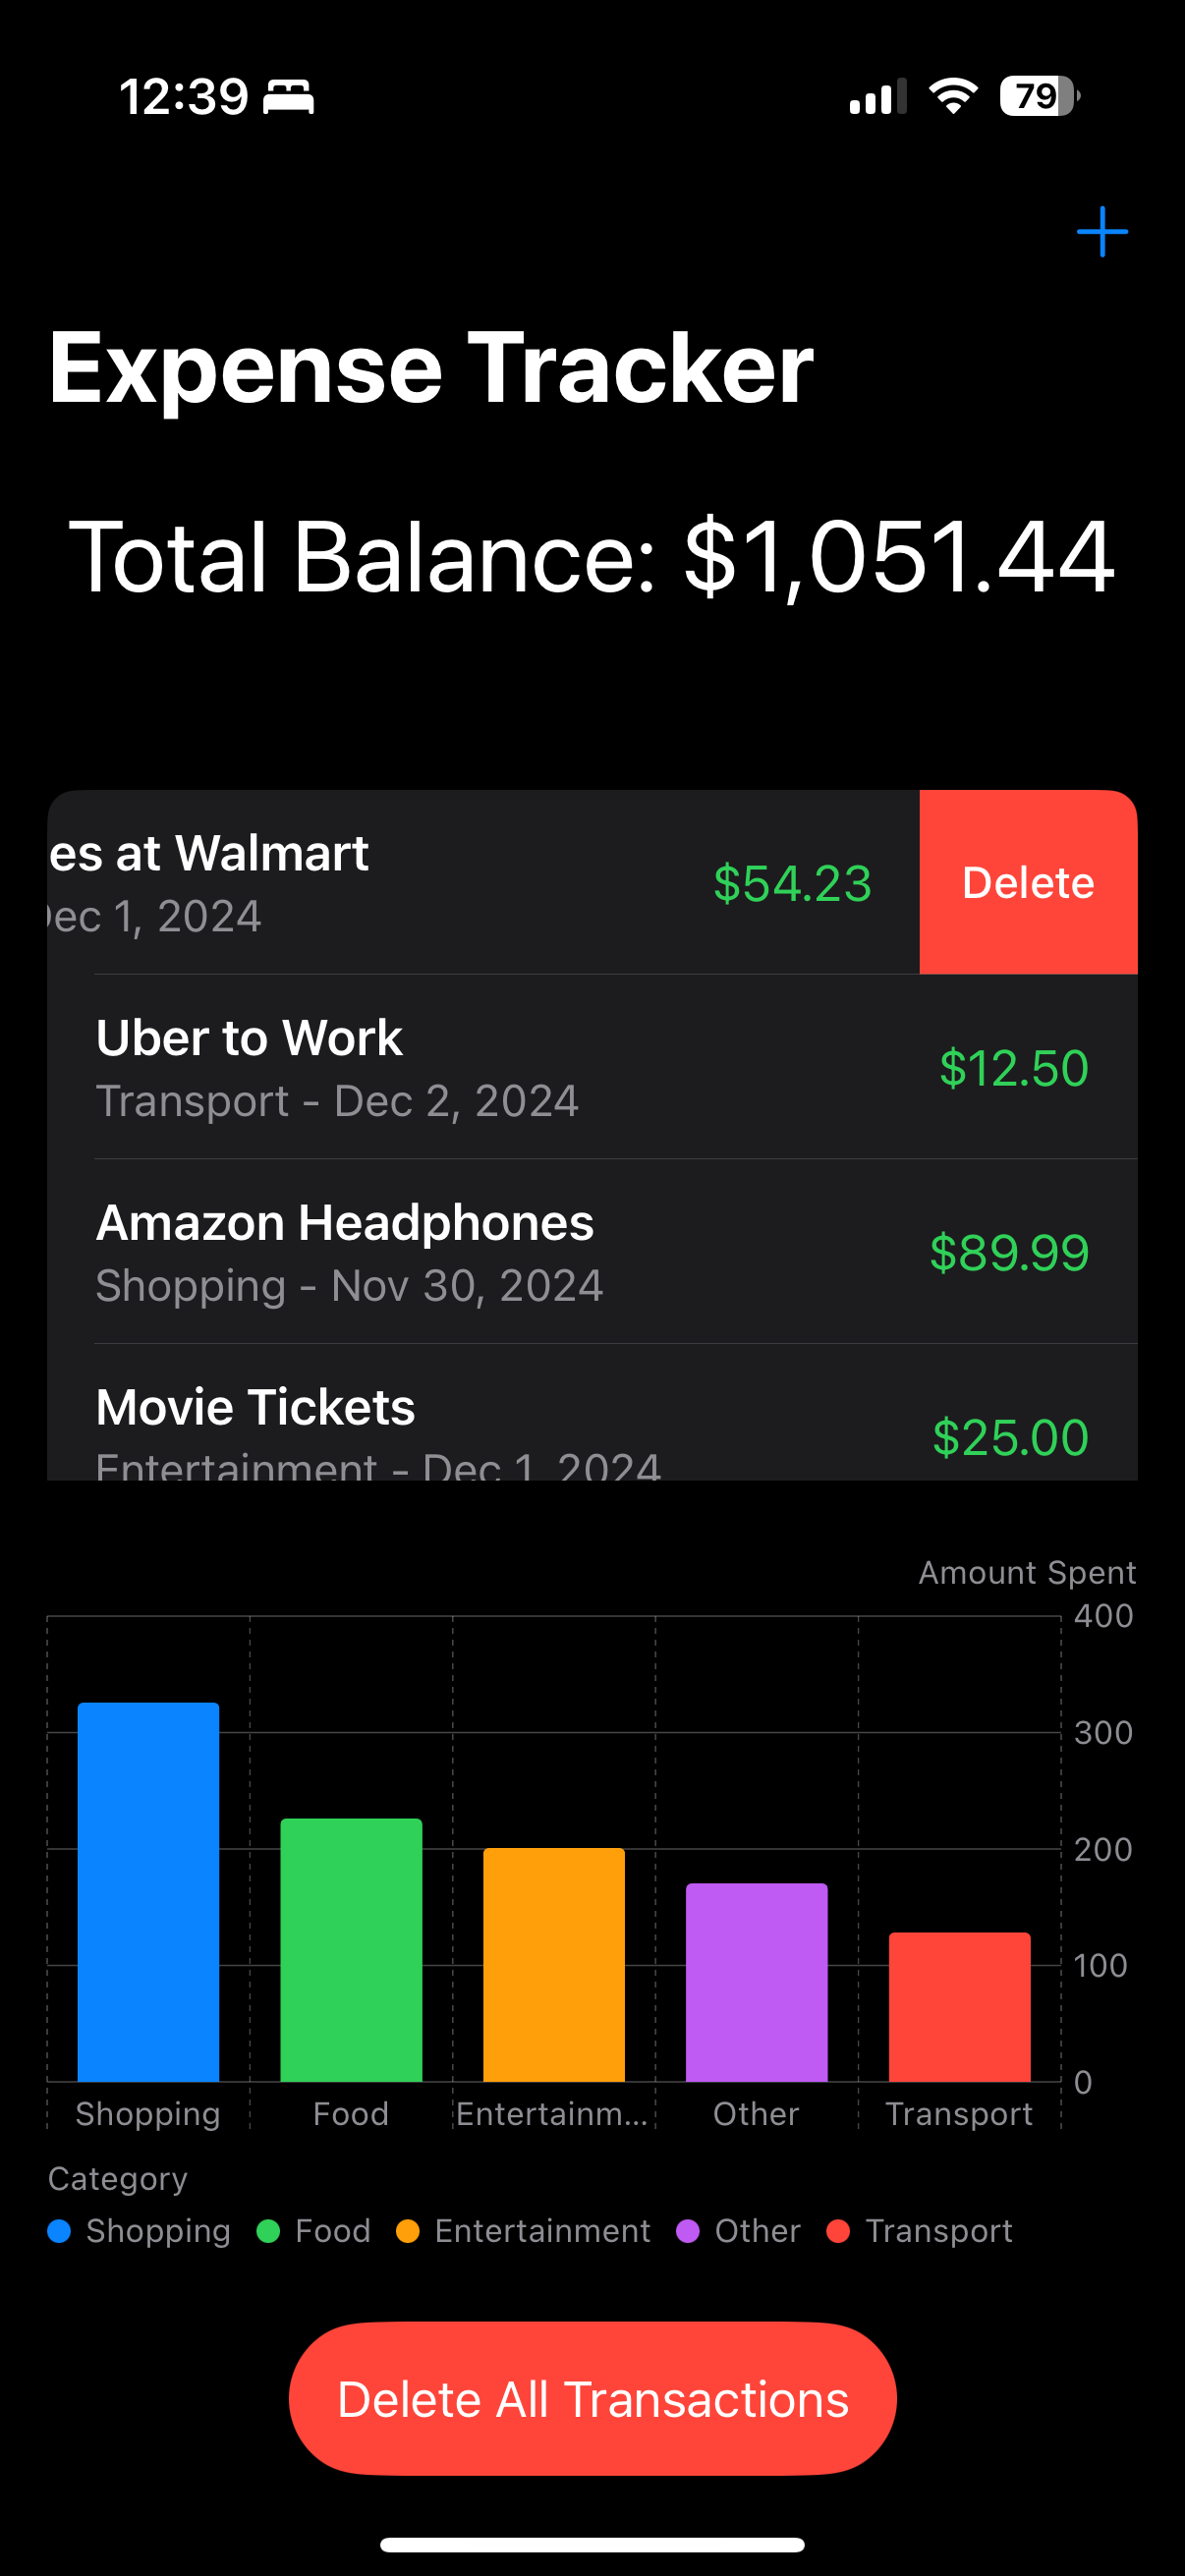 12:39
79
Expense Tracker
Total Balance: $1,051.44
es at Walmart
$54.23
Delete
ec 1, 2024
Uber to Work
$12.50
Transport - Dec 2, 2024
Amazon Headphones
$89.99
Shopping - Nov 30, 2024
Movie Tickets
$25.00
Entertainment - Dec 1, 2024
Amount Spent
400
300
200
100
0
Shopping Food Entertainm... Other Transport
Category
Shopping Food Entertainment Other Transport
Delete All Transactions